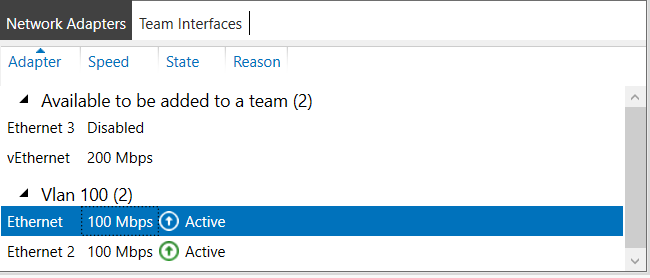 Network Adapters Team Interfaces
Adapter Speed State Reason
Available to be added to a team (2)
Ethernet 3 Disabled
vEthernet 200 Mbps
Vlan 100 (2)
Ethernet 100 Mbps Active
Ethernet 2 100 Mbps Active